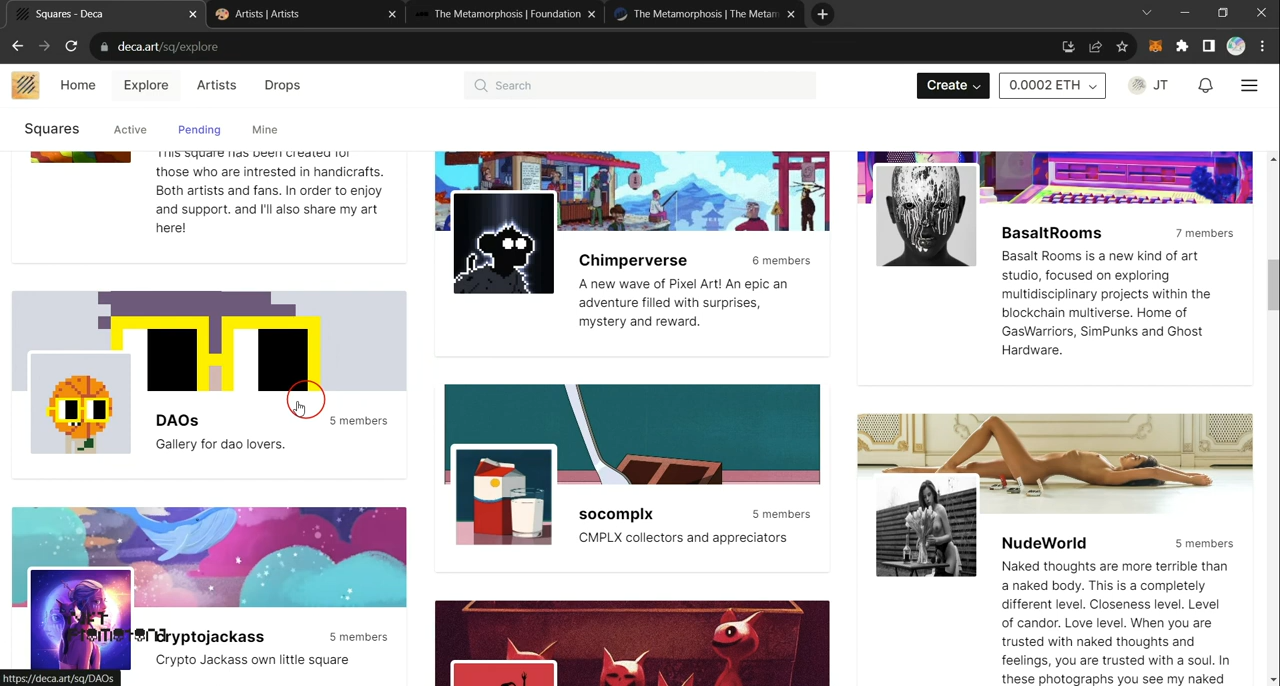 Squares - Deca
Artists | Artists
The Metamorphosis | Foundation
The Metamorphosis | The Metam
deca.art/sq/explore
Home
Explore
Artists
Drops
Search
Create
0.0002 ETH
JT
Squares
Active
Pending
Mine
This square has been created for
those who are intrested in handicrafts.
Both artists and fans. In order to enjoy
and support. and I'll also share my art
here!
DAOs
5 members
Gallery for dao lovers.
cryptojackass
5 members
Crypto Jackass own little square
Chimperverse
6 members
A new wave of Pixel Art! An epic an
adventure filled with surprises,
mystery and reward.
socomplx
5 members
CMPLX collectors and appreciators
BasaltRooms
7 members
Basalt Rooms is a new kind of art
studio, focused on exploring
multidisciplinary projects within the
blockchain multiverse. Home of
GasWarriors, SimPunks and Ghost
Hardware.
NudeWorld
5 members
Naked thoughts are more terrible than
a naked body. This is a completely
different level. Closeness level. Level
of candor. Love level. When you are
trusted with naked thoughts and
feelings, you are trusted with a soul. In
these photographs you see my naked
https://deca.art/sq/DAOs